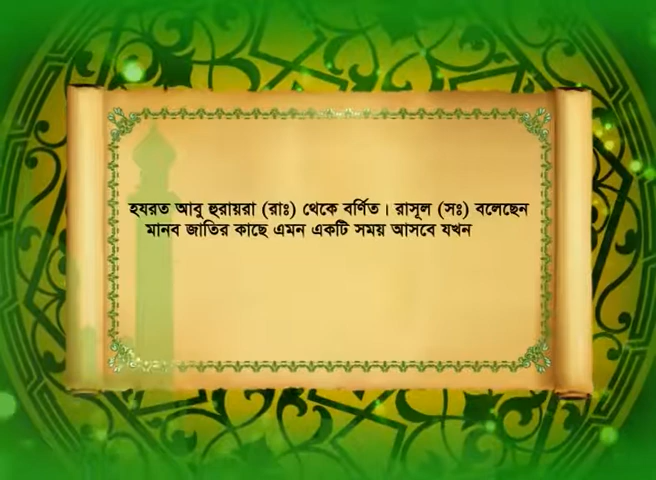 হযরত আবু হুরায়রা (রাঃ) থেকে বর্ণিত। রাসূল (সঃ) বলেছেন
মানব জাতির কাছে এমন একটি সময় আসবে যখন